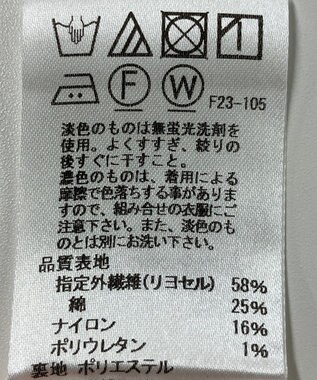 F W F23-105
淡色のものは無蛍光洗剤を
使用。よくすすぎ、絞りの
後すぐに干すこと。
濃色のものは、着用による
摩擦で色落ちする事がありま
すので、組み合せの衣服にご
注意下さい。また、淡色のも
のとは別にお洗い下さい。
品質表地
指定外繊維(リヨセル) 58%
綿 25%
ナイロン 16%
ポリウレタン 1%
裏地 ポリエステル